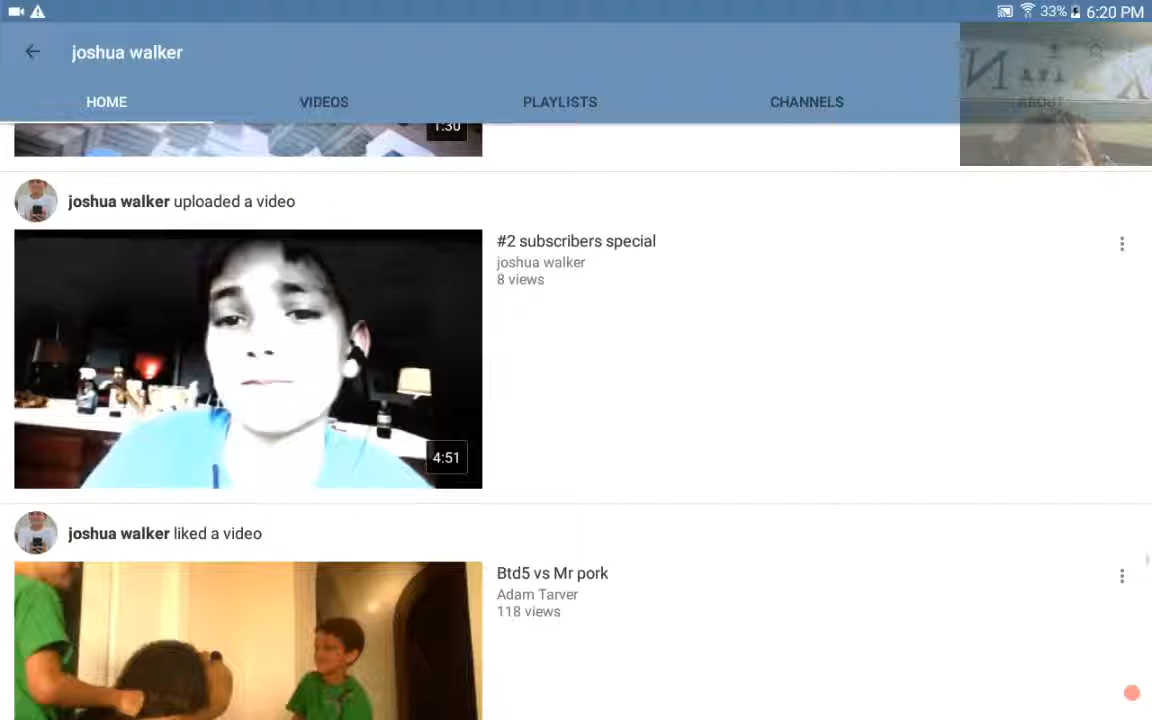 33% 6:20 PM
joshua walker
HOME VIDEOS PLAYLISTS CHANNELS ABOUT
1:30
joshua walker uploaded a video
#2 subscribers special
joshua walker
8 views
4:51
joshua walker liked a video
Btd5 vs Mr pork
Adam Tarver
118 views